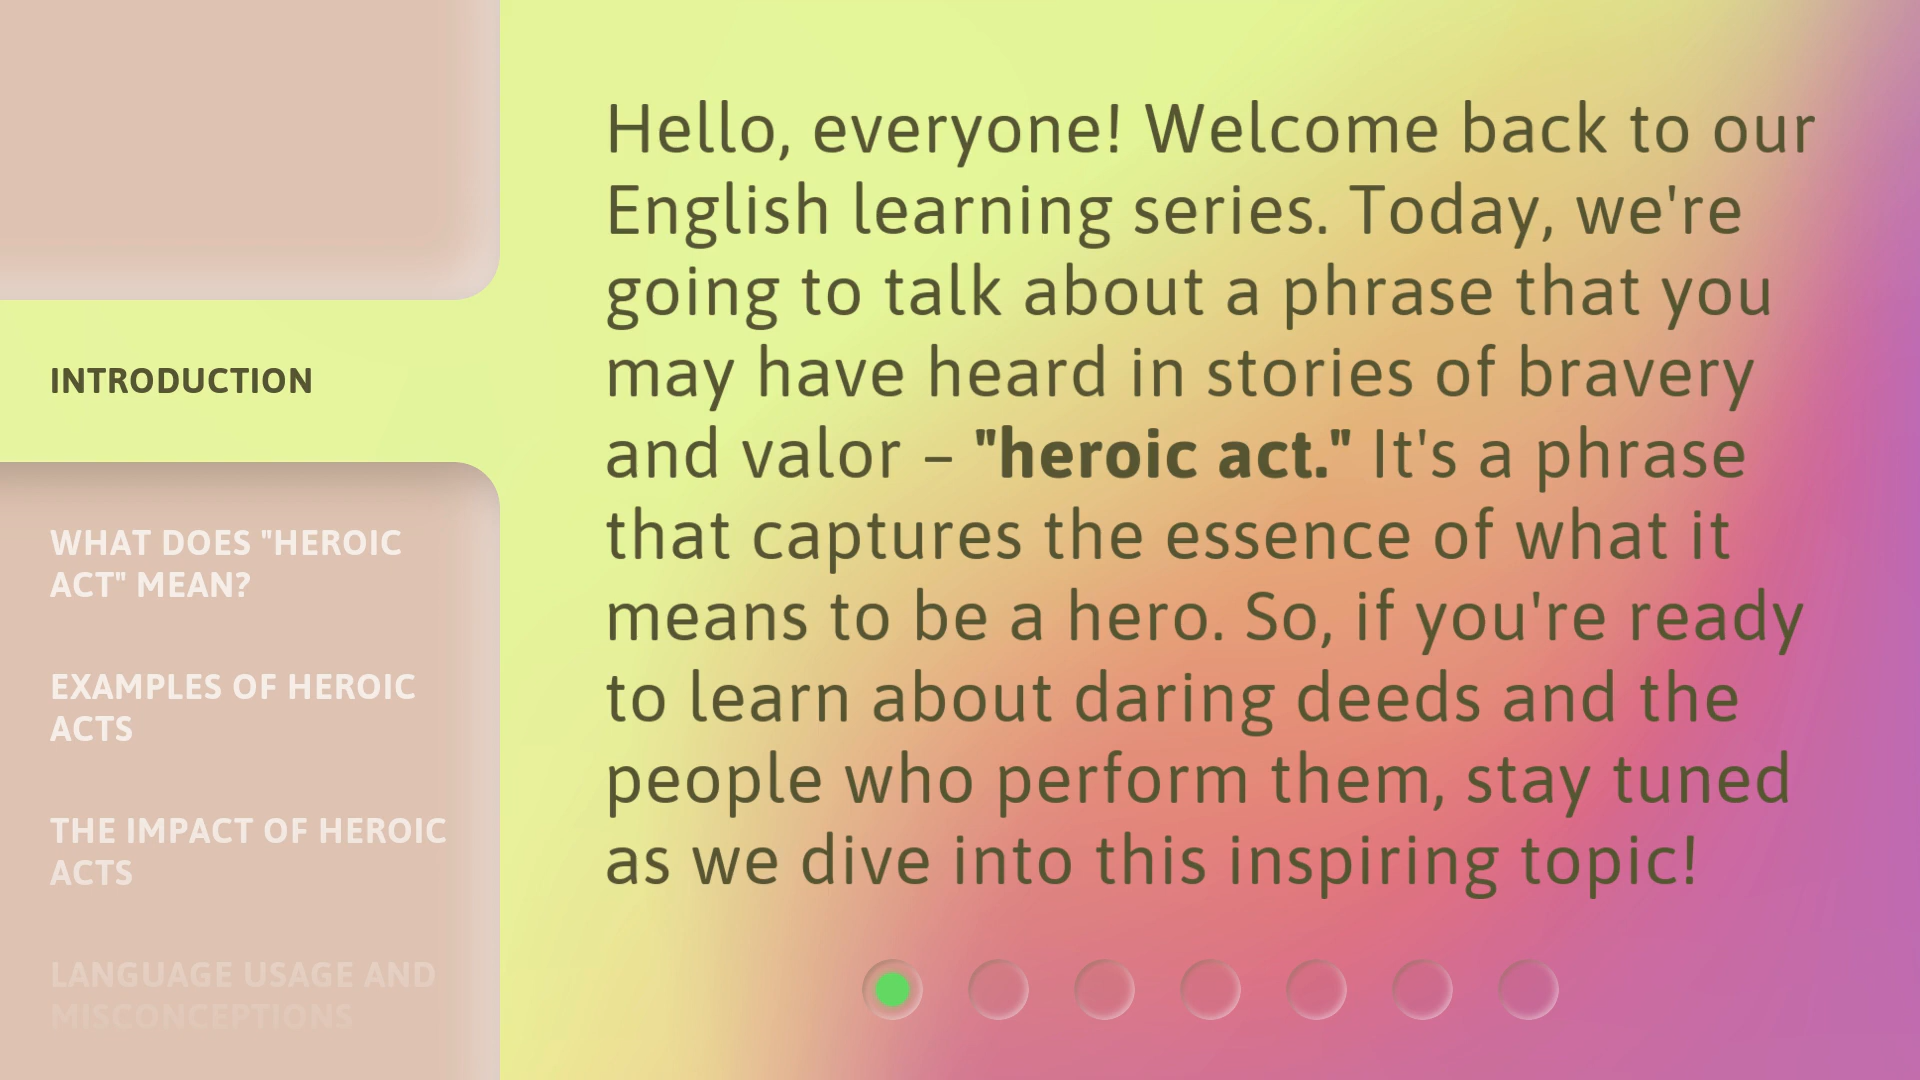 INTRODUCTION
WHAT DOES "HEROIC
ACT" MEAN?
EXAMPLES OF HEROIC
ACTS
THE IMPACT OF HEROIC
ACTS
LANGUAGE USAGE AND
MISCONCEPTIONS
Hello, everyone! Welcome back to our
English learning series. Today, we're
going to talk about a phrase that you
may have heard in stories of bravery
and valor – "heroic act." It's a phrase
that captures the essence of what it
means to be a hero. So, if you're ready
to learn about daring deeds and the
people who perform them, stay tuned
as we dive into this inspiring topic!